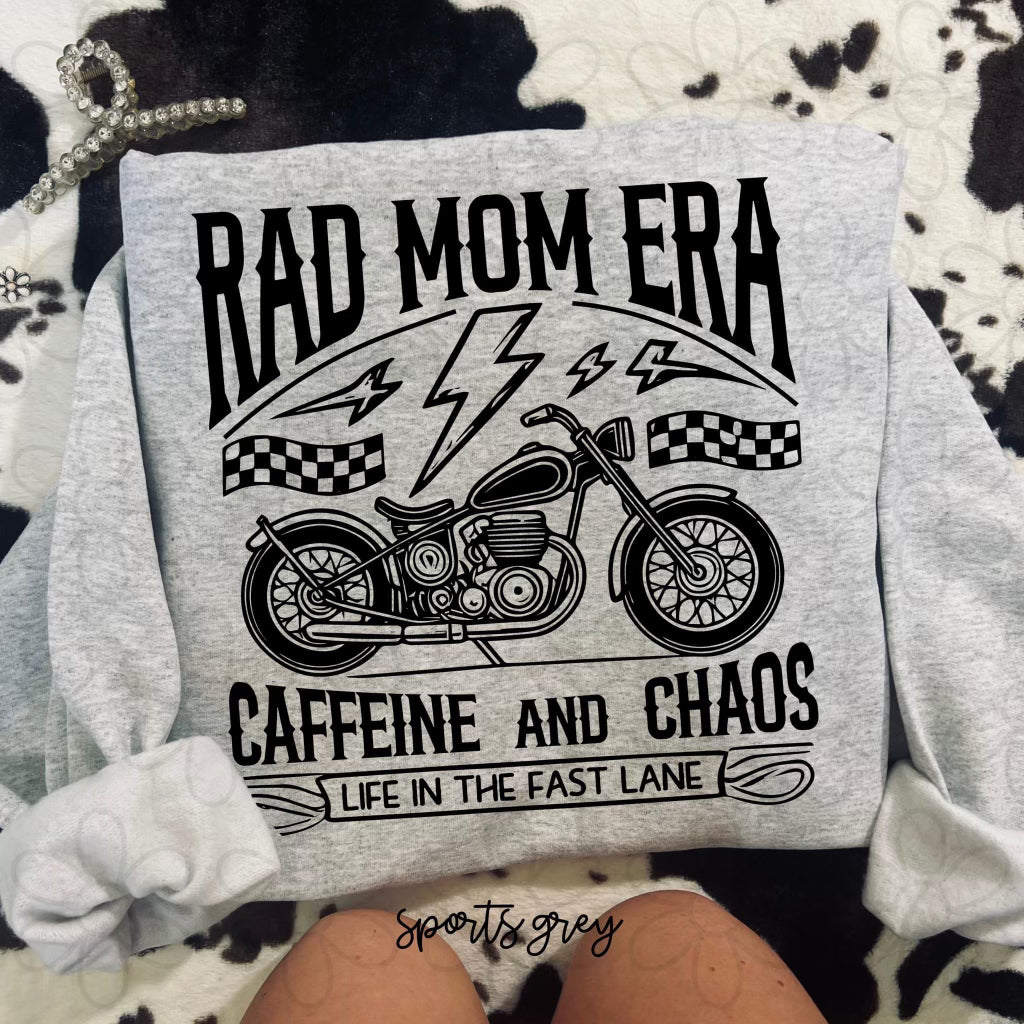 RAD MOM ERA
CAFFEINE AND CHAOS
LIFE IN THE FAST LANE
sports grey